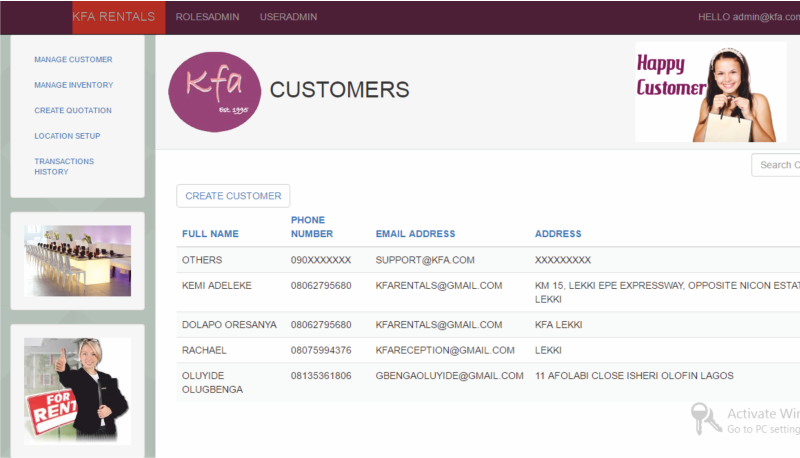 KFA RENTALS ROLESADMIN USERADMIN HELLO admin@kfa.com
MANAGE CUSTOMER
MANAGE INVENTORY
CREATE QUOTATION
LOCATION SETUP
TRANSACTIONS
HISTORY
Kfa
Est. 1995
CUSTOMERS
Happy
Customer
Search C
CREATE CUSTOMER
FULL NAME PHONE NUMBER EMAIL ADDRESS ADDRESS
OTHERS 090XXXXXXX SUPPORT@KFA.COM XXXXXXXXX
KEMI ADELEKE 08062795680 KFARENTALS@GMAIL.COM KM 15, LEKKI EPE EXPRESSWAY, OPPOSITE NICON ESTAT
LEKKI
DOLAPO ORESANYA 08062795680 KFARENTALS@GMAIL.COM KFA LEKKI
RACHAEL 08075994376 KFARECEPTION@GMAIL.COM LEKKI
OLUYIDE OLUGBENGA 08135361806 GBENGAOLUYIDE@GMAIL.COM 11 AFOLABI CLOSE ISHERI OLOFIN LAGOS
FOR
RENT
Activate Win
Go to PC setting